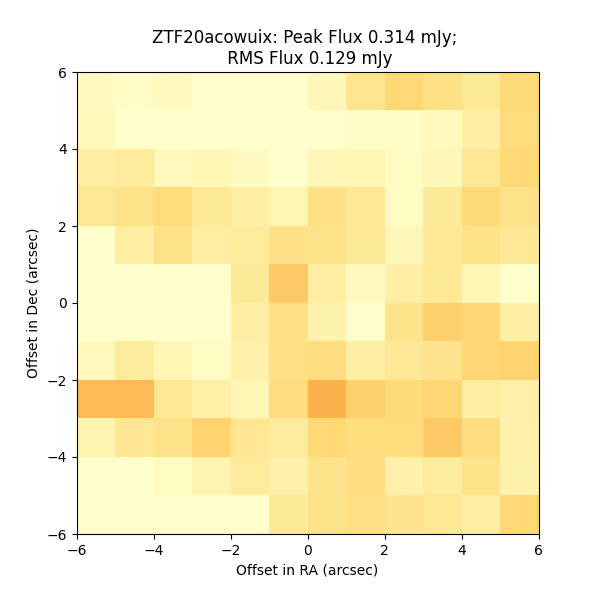 ZTF20acowuix: Peak Flux 0.314 mJy;
RMS Flux 0.129 mJy
6
4
2
0
−2
−4
−6
Offset in Dec (arcsec)
−6 −4 −2 0 2 4 6
Offset in RA (arcsec)